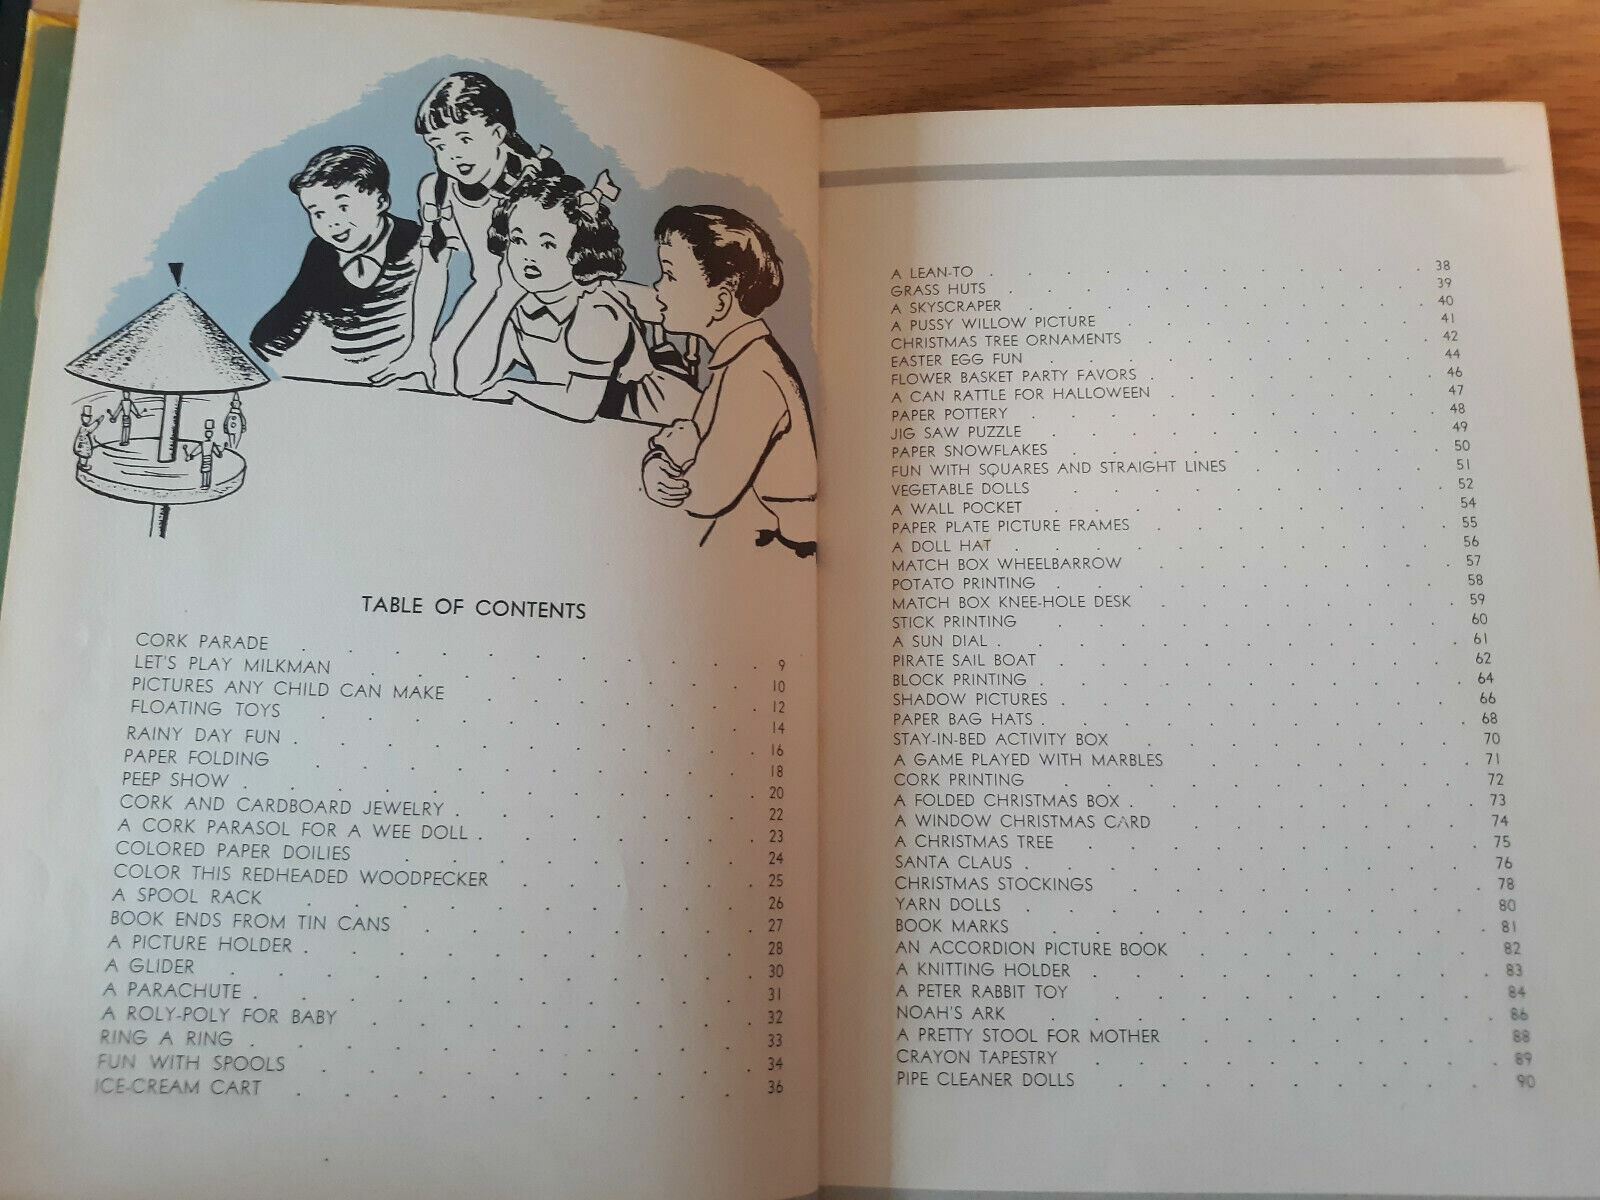 TABLE OF CONTENTS
CORK PARADE . . . . . . . . . . 9
LET'S PLAY MILKMAN . . . . . . . . 10
PICTURES ANY CHILD CAN MAKE . . . . . . 12
FLOATING TOYS . . . . . . . . . 14
RAINY DAY FUN . . . . . . . . . 16
PAPER FOLDING . . . . . . . . . 18
PEEP SHOW . . . . . . . . . . 20
CORK AND CARDBOARD JEWELRY . . . . . . 22
A CORK PARASOL FOR A WEE DOLL . . . . . . 23
COLORED PAPER DOILIES . . . . . . . 24
COLOR THIS REDHEADED WOODPECKER . . . . . 25
A SPOOL RACK . . . . . . . . . 26
BOOK ENDS FROM TIN CANS . . . . . . . 27
A PICTURE HOLDER . . . . . . . . . 28
A GLIDER . . . . . . . . . . 30
A PARACHUTE . . . . . . . . . . 31
A ROLY-POLY FOR BABY . . . . . . . . 32
RING A RING . . . . . . . . . . 33
FUN WITH SPOOLS . . . . . . . . . 34
ICE-CREAM CART . . . . . . . . . 36
A LEAN-TO . . . . . . . . . . . 38
GRASS HUTS . . . . . . . . . . 39
A SKYSCRAPER . . . . . . . . . . 40
A PUSSY WILLOW PICTURE . . . . . . . 41
CHRISTMAS TREE ORNAMENTS . . . . . . . 42
EASTER EGG FUN . . . . . . . . . 44
FLOWER BASKET PARTY FAVORS . . . . . . . 46
A CAN RATTLE FOR HALLOWEEN . . . . . . . 47
PAPER POTTERY . . . . . . . . . . 48
JIG SAW PUZZLE . . . . . . . . . 49
PAPER SNOWFLAKES . . . . . . . . . 50
FUN WITH SQUARES AND STRAIGHT LINES . . . . . 51
VEGETABLE DOLLS . . . . . . . . . 52
A WALL POCKET . . . . . . . . . . 54
PAPER PLATE PICTURE FRAMES . . . . . . . 55
A DOLL HAT . . . . . . . . . . 56
MATCH BOX WHEELBARROW . . . . . . . 57
POTATO PRINTING . . . . . . . . . 58
MATCH BOX KNEE-HOLE DESK . . . . . . . 59
STICK PRINTING . . . . . . . . . 60
A SUN DIAL . . . . . . . . . . . 61
PIRATE SAIL BOAT . . . . . . . . . 62
BLOCK PRINTING . . . . . . . . . . 64
SHADOW PICTURES . . . . . . . . . 66
PAPER BAG HATS . . . . . . . . . . 68
STAY-IN-BED ACTIVITY BOX . . . . . . . 70
A GAME PLAYED WITH MARBLES . . . . . . 71
CORK PRINTING . . . . . . . . . 72
A FOLDED CHRISTMAS BOX . . . . . . . . 73
A WINDOW CHRISTMAS CARD . . . . . . . 74
A CHRISTMAS TREE . . . . . . . . . 75
SANTA CLAUS . . . . . . . . . . 76
CHRISTMAS STOCKINGS . . . . . . . . 78
YARN DOLLS . . . . . . . . . . 80
BOOK MARKS . . . . . . . . . . 81
AN ACCORDION PICTURE BOOK . . . . . . . 82
A KNITTING HOLDER . . . . . . . . . 83
A PETER RABBIT TOY . . . . . . . . 84
NOAH'S ARK . . . . . . . . . . 86
A PRETTY STOOL FOR MOTHER . . . . . . . 88
CRAYON TAPESTRY . . . . . . . . . 89
PIPE CLEANER DOLLS . . . . . . . . 90